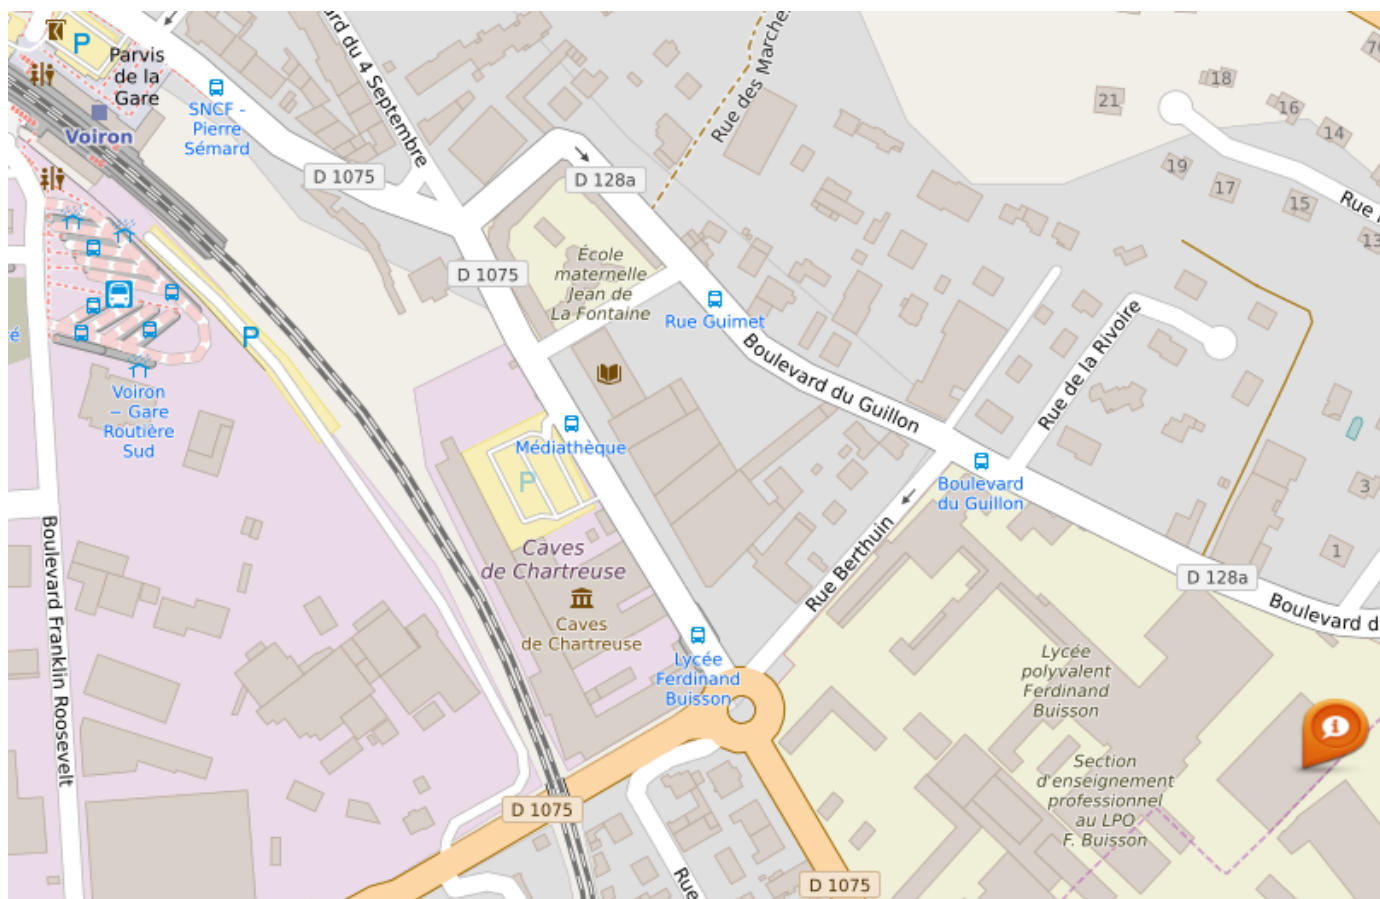 P
Parvis
de la
Gare
Voiron
SNCF -
Pierre
Sémard
ard du 4 Septembre
D 1075
D 128a
Rue des Marche
21
18
16
14
19
17
15
13
70
Rue
D 1075
École
maternelle
Jean de
La Fontaine
Rue Guimet
Boulevard du Guillon
Rue de la Rivoire
P
Voiron
— Gare
Routière
Sud
Médiathèque
P
Boulevard
du Guillon
3
1
Caves
de Chartreuse
Caves
de Chartreuse
Rue Berthuin
D 128a
Boulevard d
Boulevard Franklin Roosevelt
Lycée
Ferdinand
Buisson
Lycée
polyvalent
Ferdinand
Buisson
Section
d'enseignement
professionnel
au LPO
F. Buisson
D 1075
D 1075
Rue